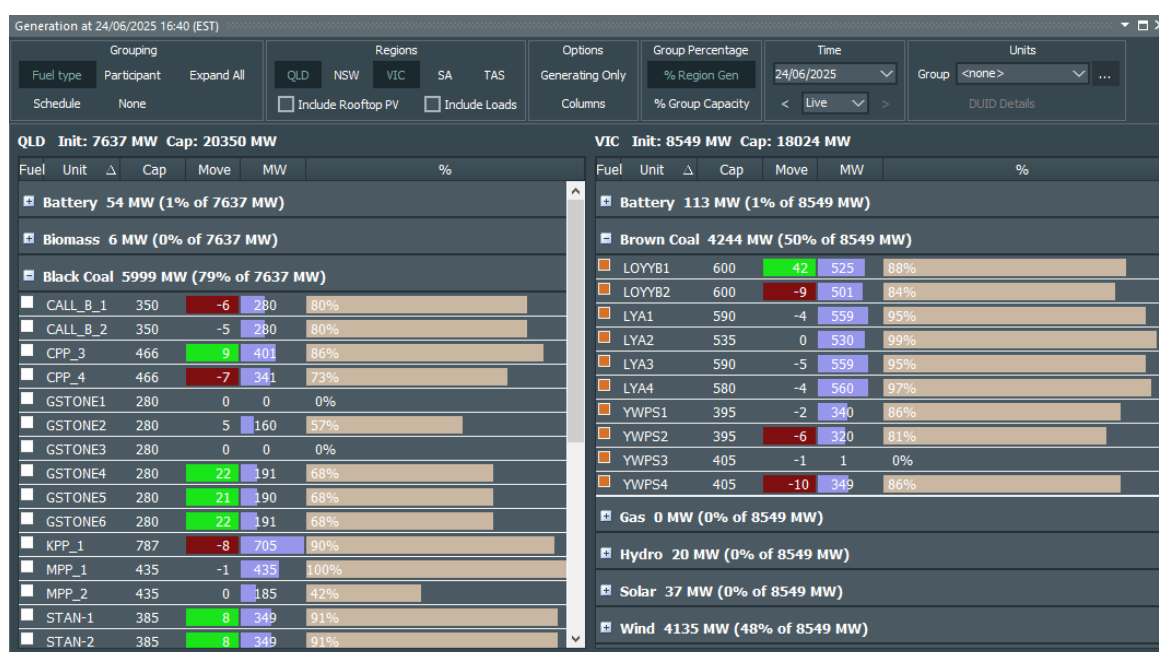 Generation at 24/06/2025 16:40 (EST)
Grouping Regions Options Group Percentage Time Units
Fuel type Participant Expand All QLD NSW VIC SA TAS Generating Only % Region Gen 24/06/2025 Group <none> ...
Schedule None Include Rooftop PV Include Loads Columns % Group Capacity < Live > DUID Details
QLD Init: 7637 MW Cap: 20350 MW
Fuel Unit Cap Move MW %
Battery 54 MW (1% of 7637 MW)
Biomass 6 MW (0% of 7637 MW)
Black Coal 5999 MW (79% of 7637 MW)
CALL_B_1 350 -6 280 80%
CALL_B_2 350 -5 280 80%
CPP_3 466 9 401 86%
CPP_4 466 -7 341 73%
GSTONE1 280 0 0 0%
GSTONE2 280 5 160 57%
GSTONE3 280 0 0 0%
GSTONE4 280 22 191 68%
GSTONE5 280 21 190 68%
GSTONE6 280 22 191 68%
KPP_1 787 -8 705 90%
MPP_1 435 -1 435 100%
MPP_2 435 0 185 42%
STAN-1 385 8 349 91%
STAN-2 385 8 349 91%
VIC Init: 8549 MW Cap: 18024 MW
Fuel Unit Cap Move MW %
Battery 113 MW (1% of 8549 MW)
Brown Coal 4244 MW (50% of 8549 MW)
LOYYB1 600 42 525 88%
LOYYB2 600 -9 501 84%
LYA1 590 -4 559 95%
LYA2 535 0 530 99%
LYA3 590 -5 559 95%
LYA4 580 -4 560 97%
YWPS1 395 -2 340 86%
YWPS2 395 -6 320 81%
YWPS3 405 -1 1 0%
YWPS4 405 -10 349 86%
Gas 0 MW (0% of 8549 MW)
Hydro 20 MW (0% of 8549 MW)
Solar 37 MW (0% of 8549 MW)
Wind 4135 MW (48% of 8549 MW)